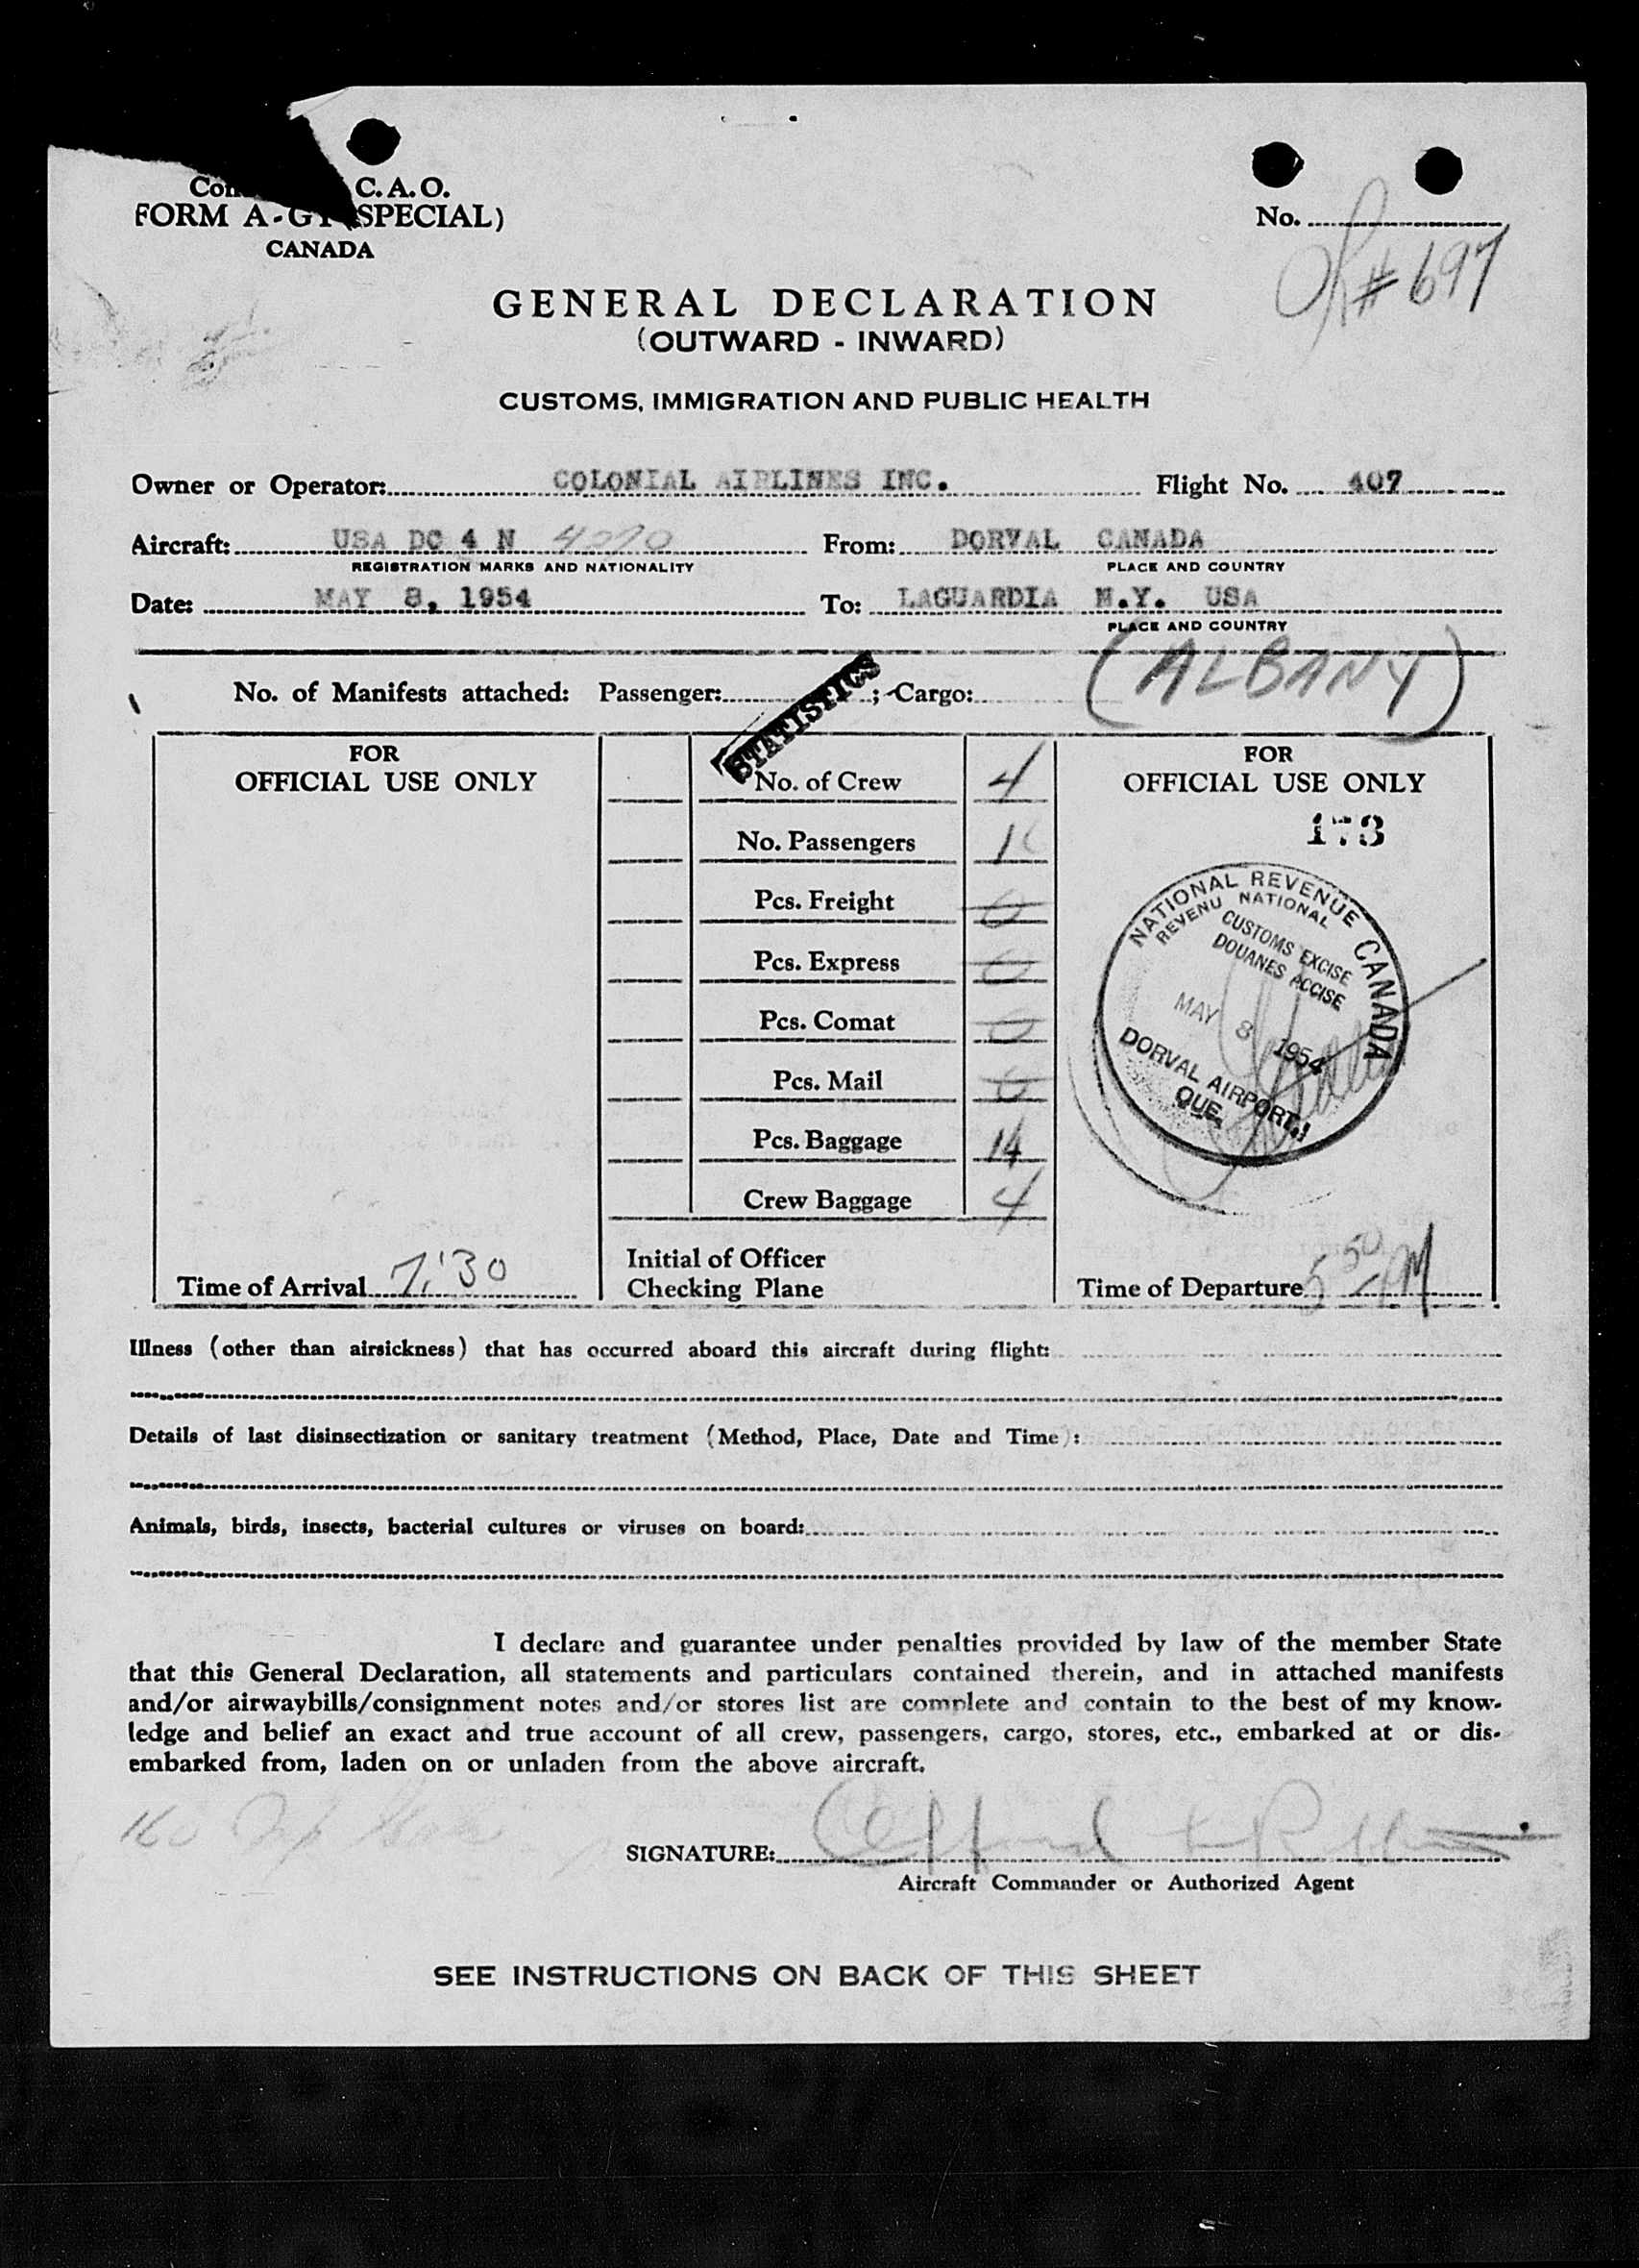 C.A.O.
FORM A-G (SPECIAL)
CANADA
No.
# 697
GENERAL DECLARATION
(OUTWARD - INWARD)
CUSTOMS, IMMIGRATION AND PUBLIC HEALTH
Owner or Operator: COLONIAL AIRLINES INC. Flight No. 407
Aircraft: USA DC 4 N From: DORVAL CANADA
REGISTRATION MARKS AND NATIONALITY PLACE AND COUNTRY
Date: MAY 8, 1954 To: LAGUARDIA N.Y. USA
PLACE AND COUNTRY
(ALBANY)
No. of Manifests attached: Passenger: ; Cargo:
STATISTICS
FOR
OFFICIAL USE ONLY
No. of Crew 4
No. Passengers
Pcs. Freight 0
Pcs. Express 0
Pcs. Comat 0
Pcs. Mail 0
Pcs. Baggage 14
Crew Baggage 4
FOR
OFFICIAL USE ONLY
173
NATIONAL REVENUE CANADA
REVENU NATIONAL
CUSTOMS EXCISE
DOUANES ACCISE
MAY 8 1954
DORVAL AIRPORT
QUE.
Time of Arrival 7:30
Initial of Officer
Checking Plane
Time of Departure 5 50 PM
Illness (other than airsickness) that has occurred aboard this aircraft during flight:
Details of last disinsectization or sanitary treatment (Method, Place, Date and Time):
Animals, birds, insects, bacterial cultures or viruses on board:
I declare and guarantee under penalties provided by law of the member State
that this General Declaration, all statements and particulars contained therein, and in attached manifests
and/or airwaybills/consignment notes and/or stores list are complete and contain to the best of my know-
ledge and belief an exact and true account of all crew, passengers, cargo, stores, etc., embarked at or dis-
embarked from, laden on or unladen from the above aircraft.
SIGNATURE:
Aircraft Commander or Authorized Agent
SEE INSTRUCTIONS ON BACK OF THIS SHEET